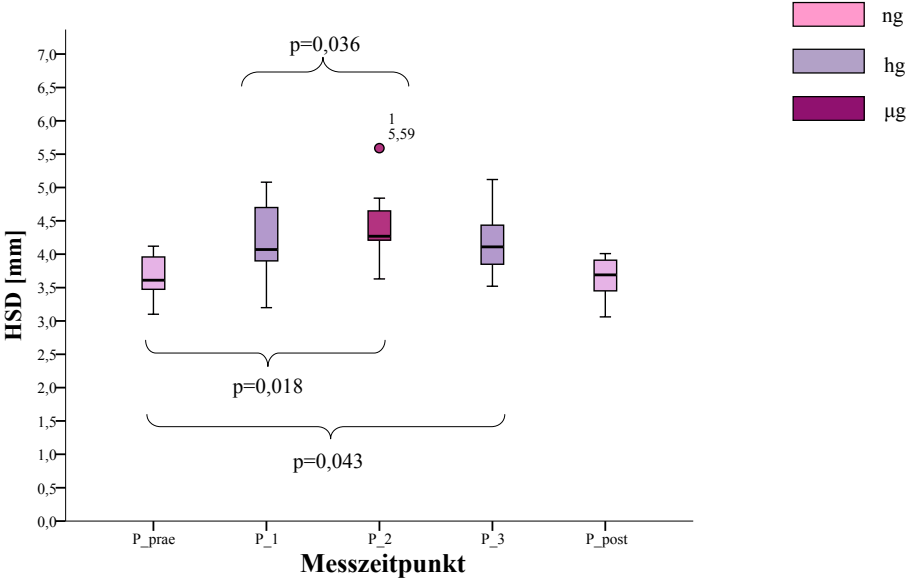 ng
hg
µg
p=0,036
1
5,59
7,0
6,5
6,0
5,5
5,0
4,5
4,0
3,5
3,0
2,5
2,0
1,5
1,0
0,5
0,0
HSD [mm]
p=0,018
p=0,043
P_prae P_1 P_2 P_3 P_post
Messzeitpunkt